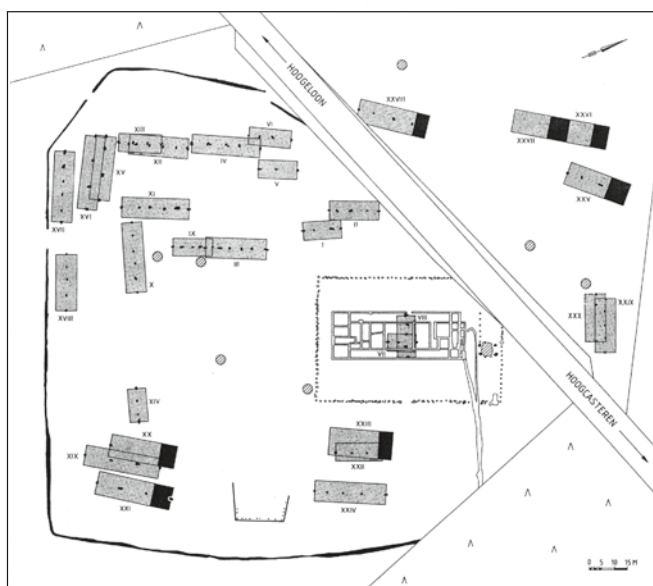 HOOGELOON
XXVIII
XXVI
XXVII
XXV
XIII
VI
XII
IV
V
XV
XVI
XVII
XI
II
I
IX
III
X
XVIII
XXIX
XXX
VIII
VII
HOOGCASTEREN
XIV
XX
XIX
XXI
XXIII
XXII
XXIV
0 5 10 15 M